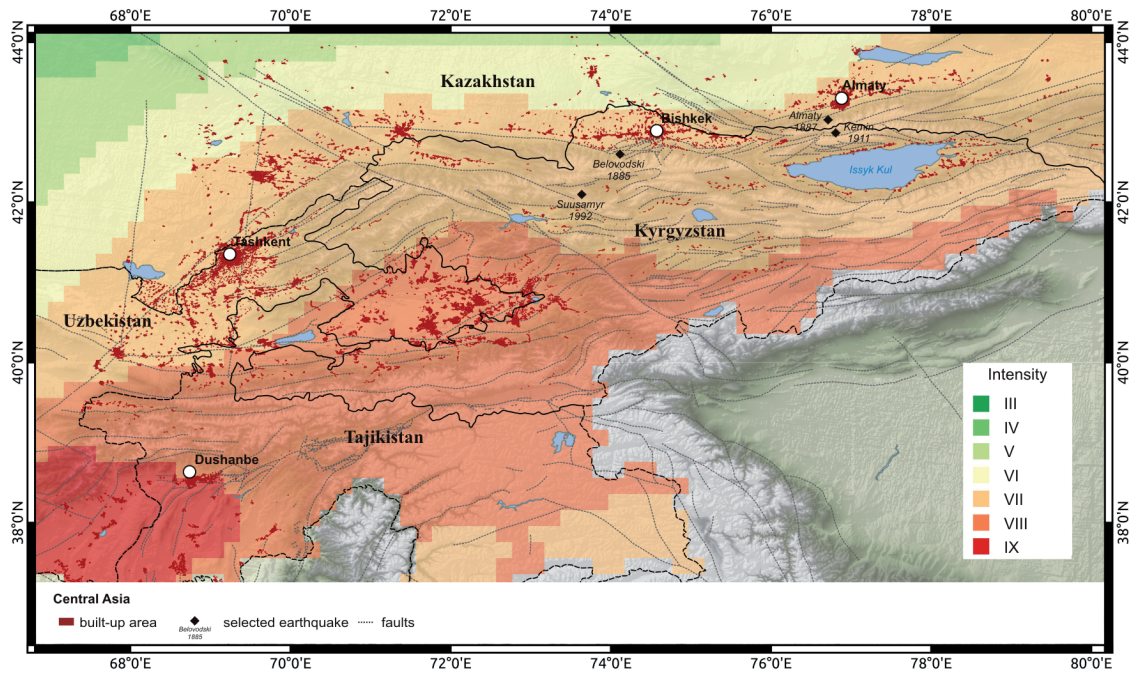 68°0'E 70°0'E 72°0'E 74°0'E 76°0'E 78°0'E 80°0'E
44°0'N 44°0'N
Kazakhstan
Almaty
Almaty
1887
Kemin
1911
Bishkek
Belovodski
1885
Issyk Kul
Suusamyr
1992
42°0'N 42°0'N
Kyrgyzstan
Tashkent
Uzbekistan
40°0'N 40°0'N
Tajikistan
Dushanbe
38°0'N 38°0'N
Intensity
III
IV
V
VI
VII
VIII
IX
Central Asia
built-up area
Belovodski
1885
selected earthquake
faults
68°0'E 70°0'E 72°0'E 74°0'E 76°0'E 78°0'E 80°0'E